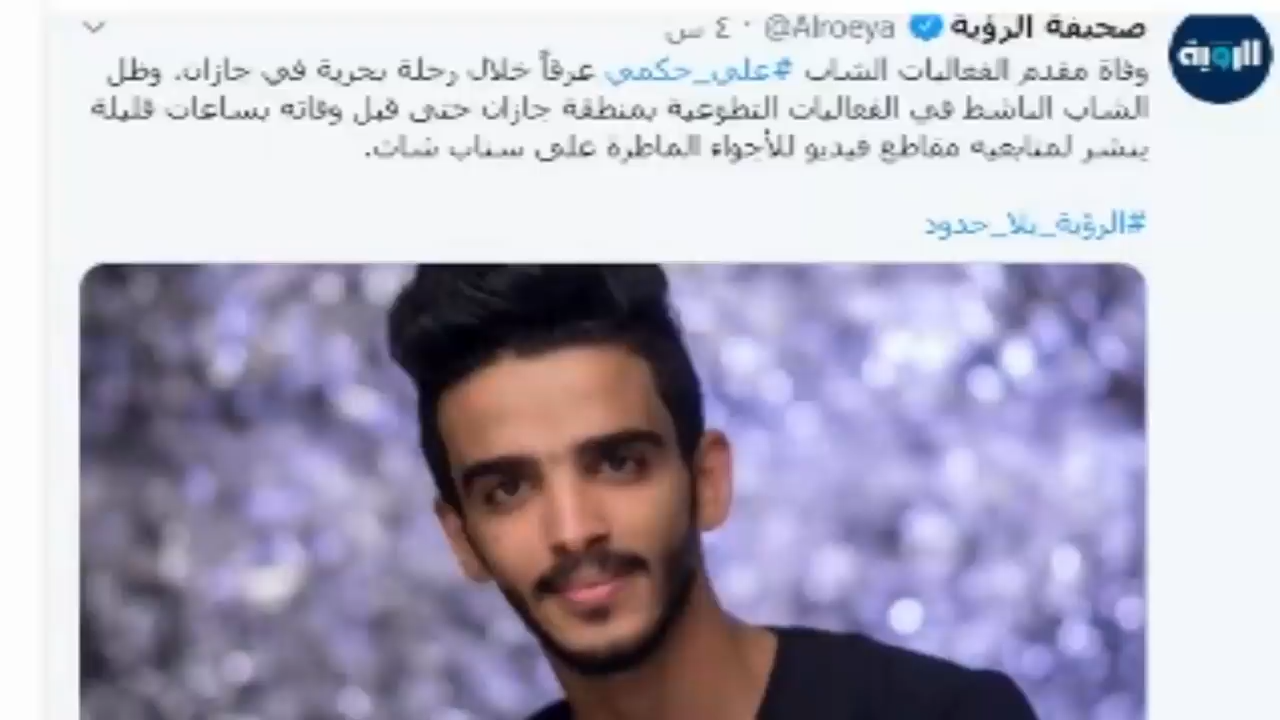 صحيفة الرؤية @Alroeya · ٤ س
وفاة مقدم الفعاليات الشاب #علي_حكمي غرقاً خلال رحلة بحرية في جازان. وظل
الشاب الناشط في الفعاليات التطوعية بمنطقة جازان حتى قبل وفاته بساعات قليلة
ينشر لمتابعيه مقاطع فيديو للأجواء الماطرة على سناب شات.
#الرؤية_بلا_حدود
الرؤية